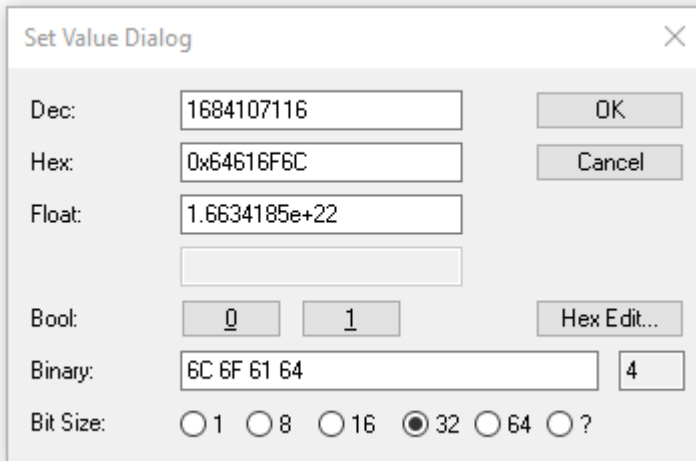 Set Value Dialog
Dec: 1684107116 OK
Hex: 0x64616F6C Cancel
Float: 1.6634185e+22
Bool: 0 1 Hex Edit...
Binary: 6C 6F 61 64 4
Bit Size: 1 8 16 32 64 ?